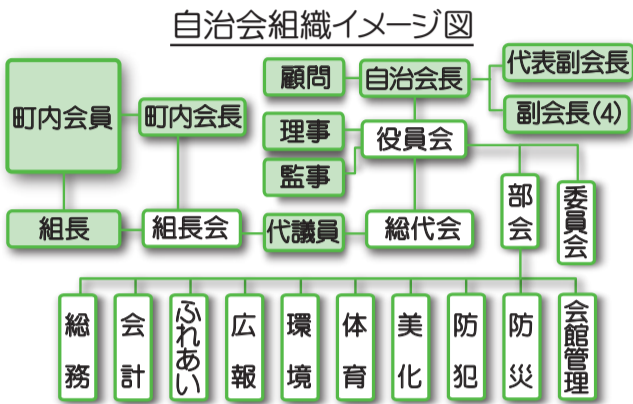 自治会組織イメージ図
顧問
自治会長
代表副会長
副会長(4)
町内会員
町内会長
理事
役員会
監事
部会
委員会
組長
組長会
代議員
総代会
総務
会計
ふれあい
広報
環境
体育
美化
防犯
防災
会館管理